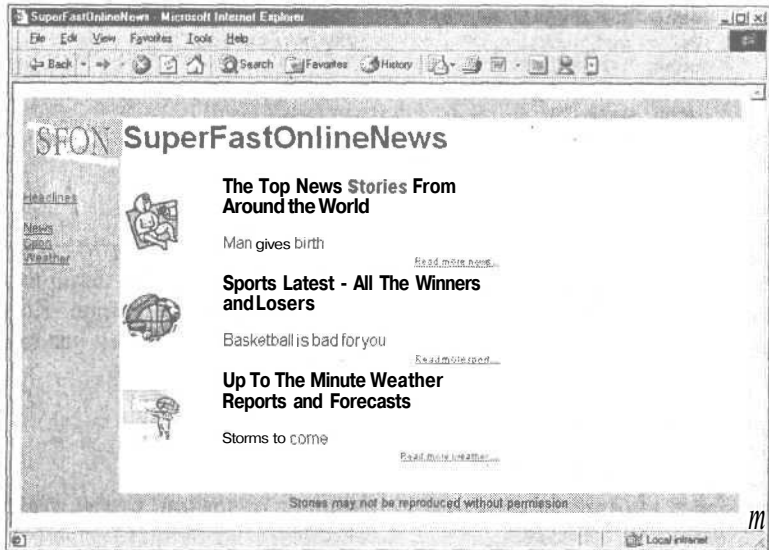 SuperFastOnlineNews - Microsoft Internet Explorer
File Edit View Favorites Tools Help
Back Search Favorites History
SFON SuperFastOnlineNews
Headlines
News
Weather
The Top News Stories From
Around the World
Man gives birth
Read more news...
Sports Latest - All The Winners
and Losers
Basketball is bad for you
Read more sport...
Up To The Minute Weather
Reports and Forecasts
Storms to come
Read more weather...
Stories may not be reproduced without permission
m
Local intranet